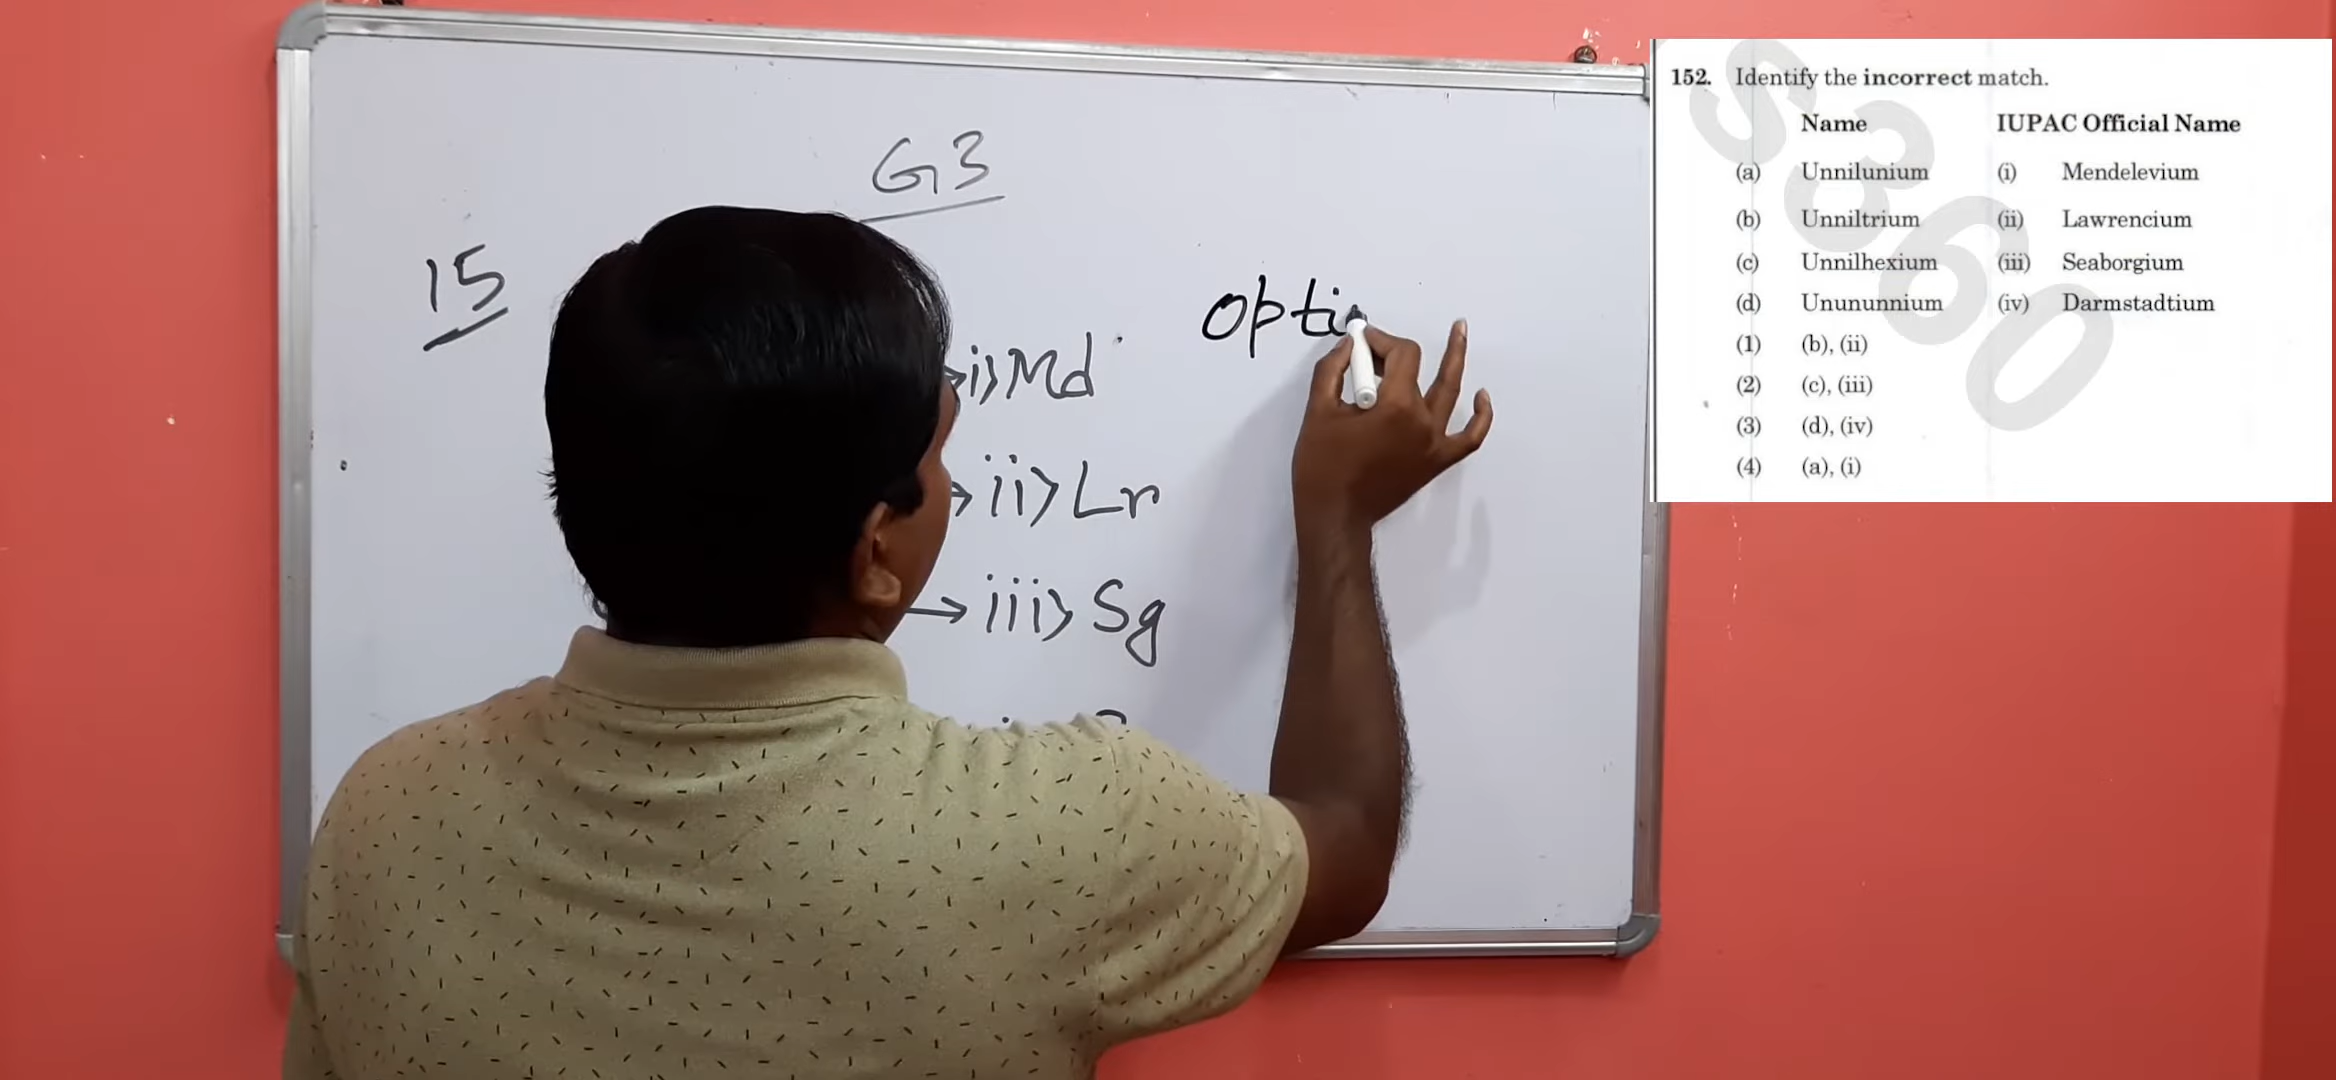 G3
15
opti
i) Md
ii) Lr
→ iii) Sg
152. Identify the incorrect match.
Name IUPAC Official Name
(a) Unnilunium (i) Mendelevium
(b) Unniltrium (ii) Lawrencium
(c) Unnilhexium (iii) Seaborgium
(d) Unununnium (iv) Darmstadtium
(1) (b), (ii)
(2) (c), (iii)
(3) (d), (iv)
(4) (a), (i)
S360